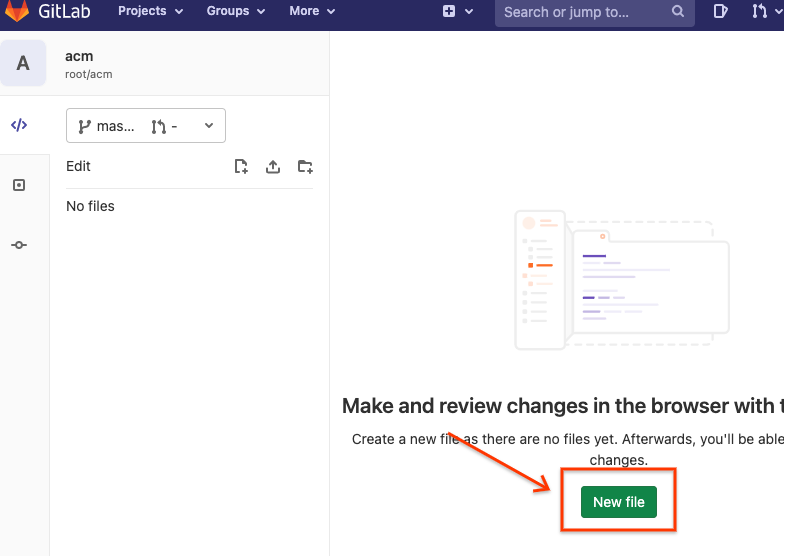 GitLab Projects Groups More Search or jump to...
A acm
root/acm
mas... -
Edit
No files
Make and review changes in the browser with t
Create a new file as there are no files yet. Afterwards, you'll be able
changes.
New file